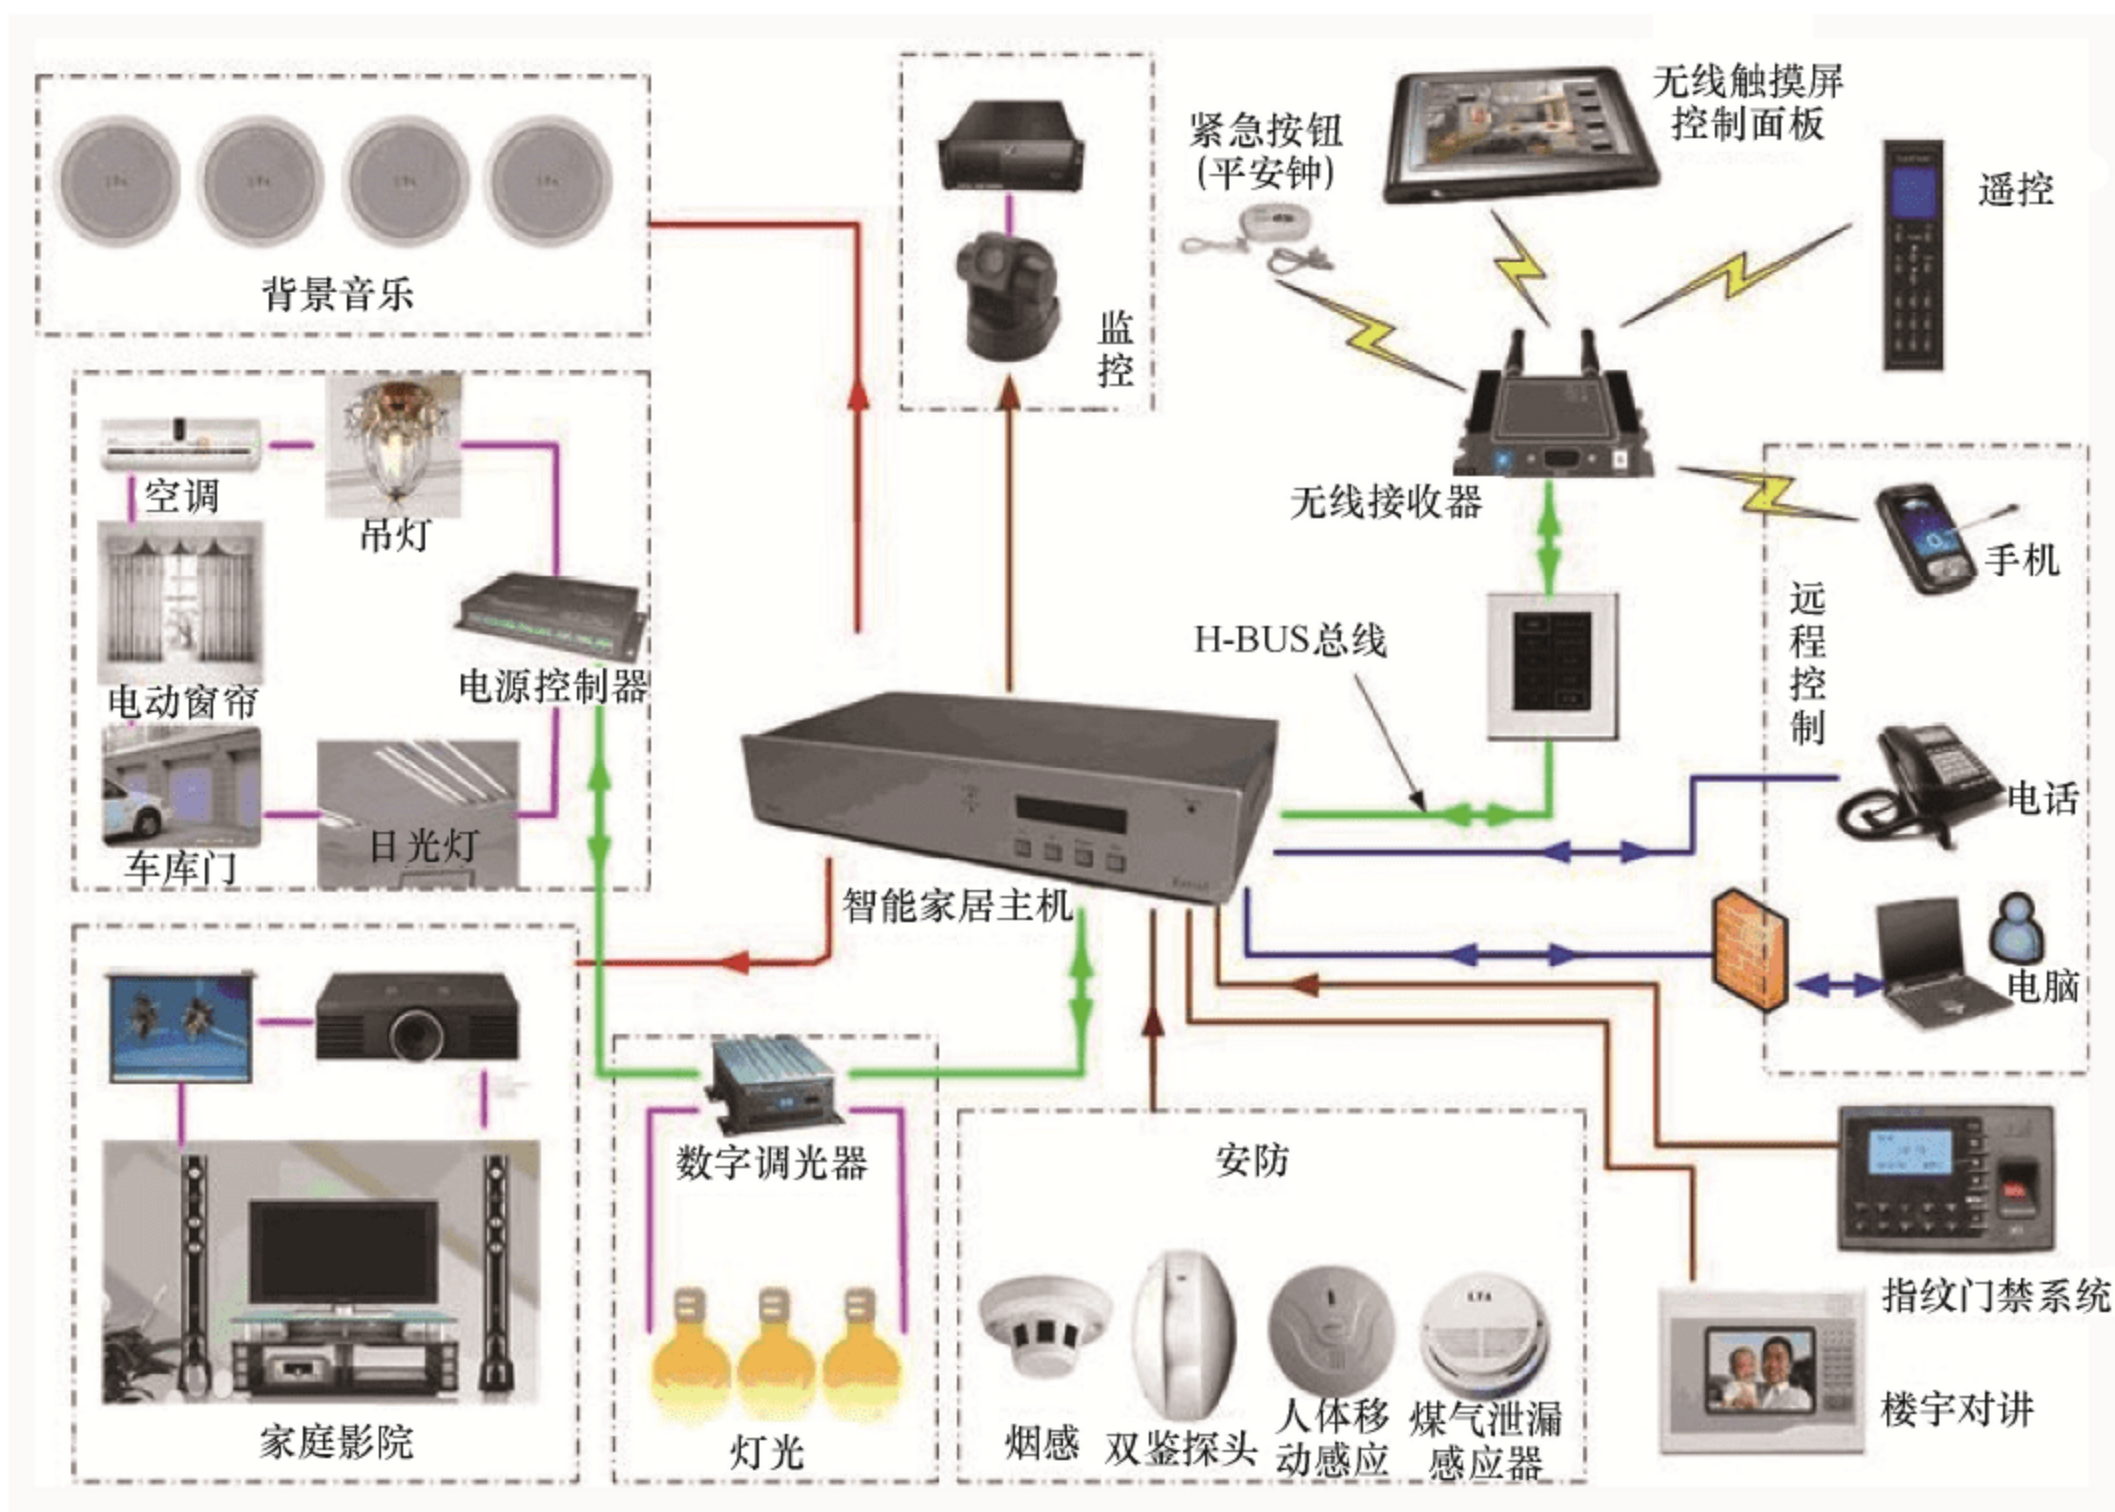 背景音乐
监
控
紧急按钮
(平安钟)
无线触摸屏
控制面板
遥控
空调
吊灯
无线接收器
手机
远
程
控
制
H-BUS总线
电动窗帘
电源控制器
电话
车库门
日光灯
智能家居主机
电脑
数字调光器
安防
LYA
指纹门禁系统
家庭影院
灯光
烟感
双鉴探头
人体移
动感应
煤气泄漏
感应器
楼宇对讲